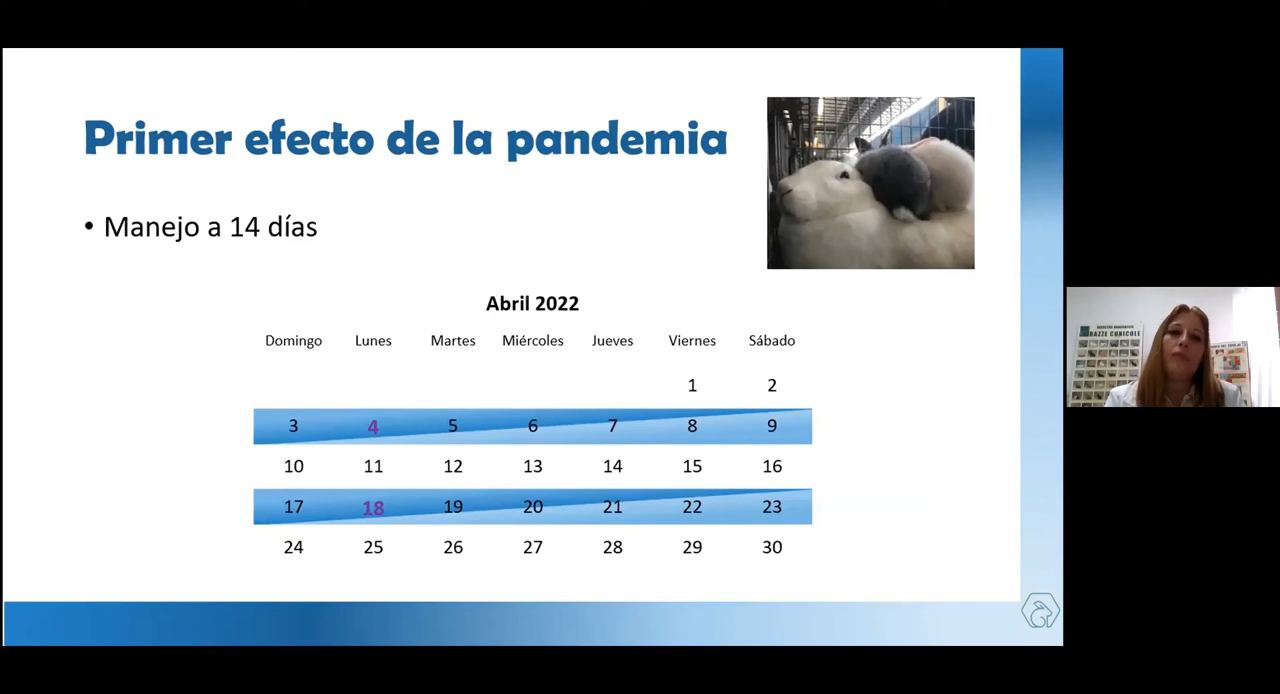 Primer efecto de la pandemia
• Manejo a 14 días
Abril 2022
Domingo Lunes Martes Miércoles Jueves Viernes Sábado
1 2
3 4 5 6 7 8 9
10 11 12 13 14 15 16
17 18 19 20 21 22 23
24 25 26 27 28 29 30
RAZZE CUNICOLE